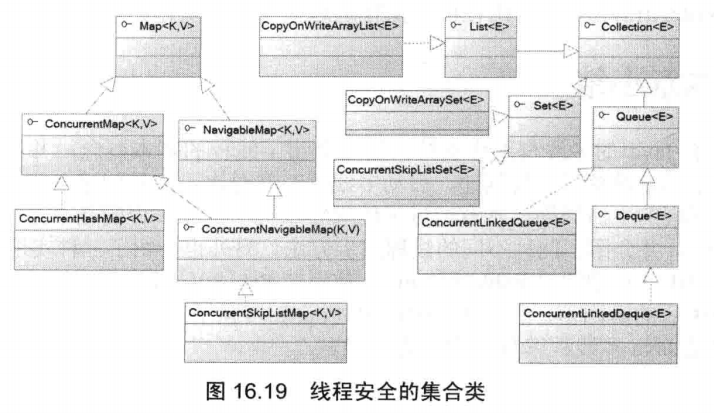 Map<K,V>
CopyOnWriteArrayList<E>
List<E>
Collection<E>
ConcurrentMap<K,V>
NavigableMap<K,V>
CopyOnWriteArraySet<E>
Set<E>
Queue<E>
ConcurrentSkipListSet<E>
ConcurrentHashMap<K,V>
ConcurrentNavigableMap(K,V)
ConcurrentLinkedQueue<E>
Deque<E>
ConcurrentSkipListMap<K,V>
ConcurrentLinkedDeque<E>
图 16.19 线程安全的集合类